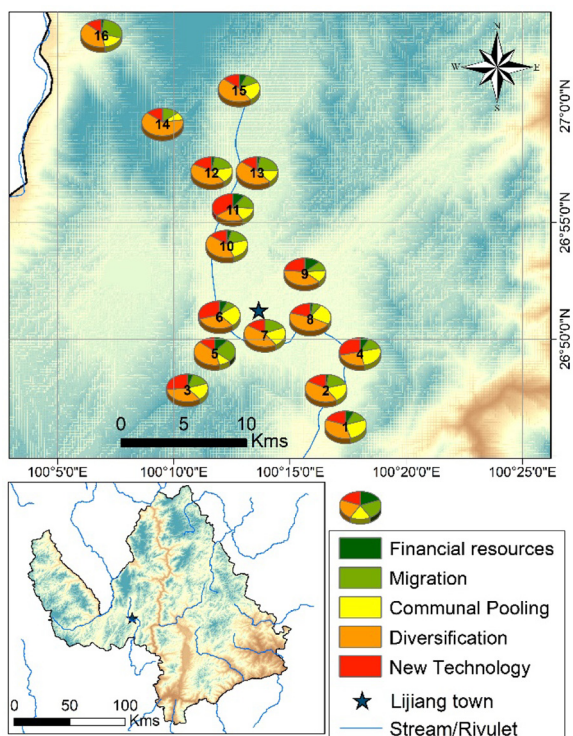 N
W E
S
16
15
14
12 13
11
10
9
6 8
7
5 4
3 2
1
0 5 10
Kms
27°0'0"N
26°55'0"N
26°50'0"N
100°5'0"E 100°10'0"E 100°15'0"E 100°20'0"E 100°25'0"E
Financial resources
Migration
Communal Pooling
Diversification
New Technology
Lijiang town
Stream/Rivulet
0 50 100
Kms